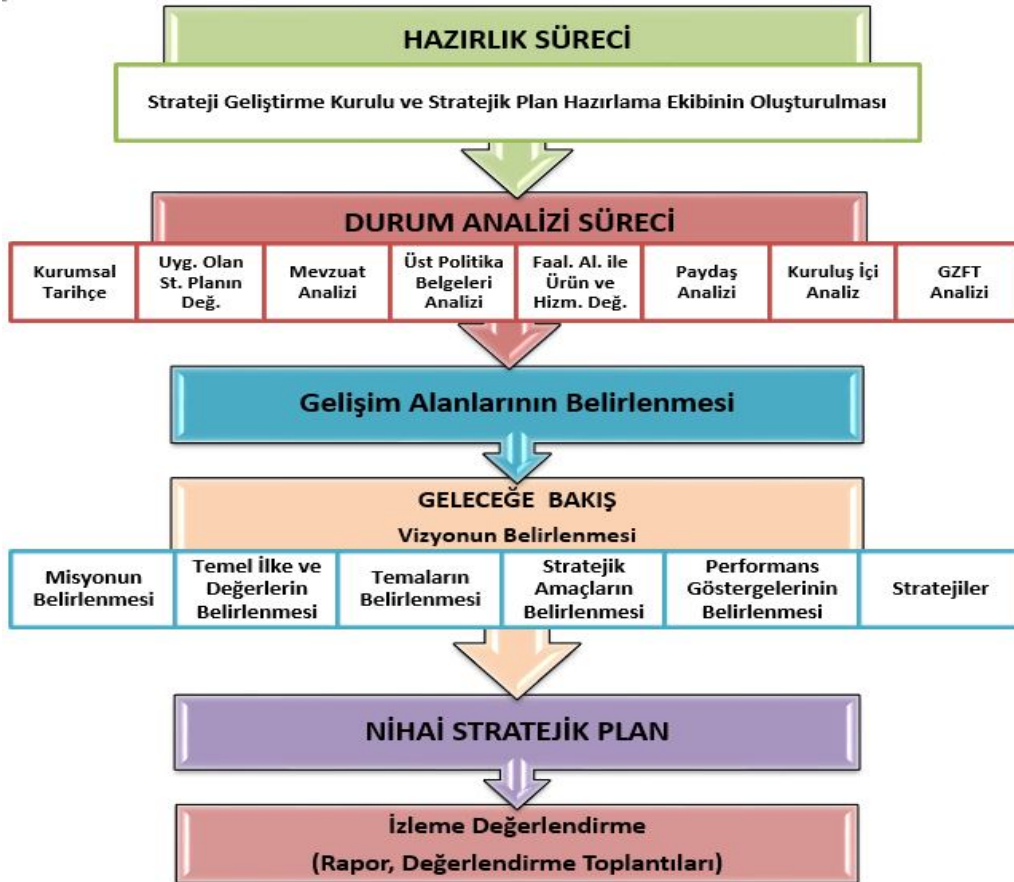 HAZIRLIK SÜRECİ
Strateji Geliştirme Kurulu ve Stratejik Plan Hazırlama Ekibinin Oluşturulması
DURUM ANALİZİ SÜRECİ
Kurumsal
Tarihçe
Uyg. Olan
St. Planın
Değ.
Mevzuat
Analizi
Üst Politika
Belgeleri
Analizi
Faal. Al. ile
Ürün ve
Hizm. Değ.
Paydaş
Analizi
Kuruluş İçi
Analiz
GZFT
Analizi
Gelişim Alanlarının Belirlenmesi
GELECEĞE BAKIŞ
Vizyonun Belirlenmesi
Misyonun
Belirlenmesi
Temel İlke ve
Değerlerin
Belirlenmesi
Temaların
Belirlenmesi
Stratejik
Amaçların
Belirlenmesi
Performans
Göstergelerinin
Belirlenmesi
Stratejiler
NİHAİ STRATEJİK PLAN
İzleme Değerlendirme
(Rapor, Değerlendirme Toplantıları)